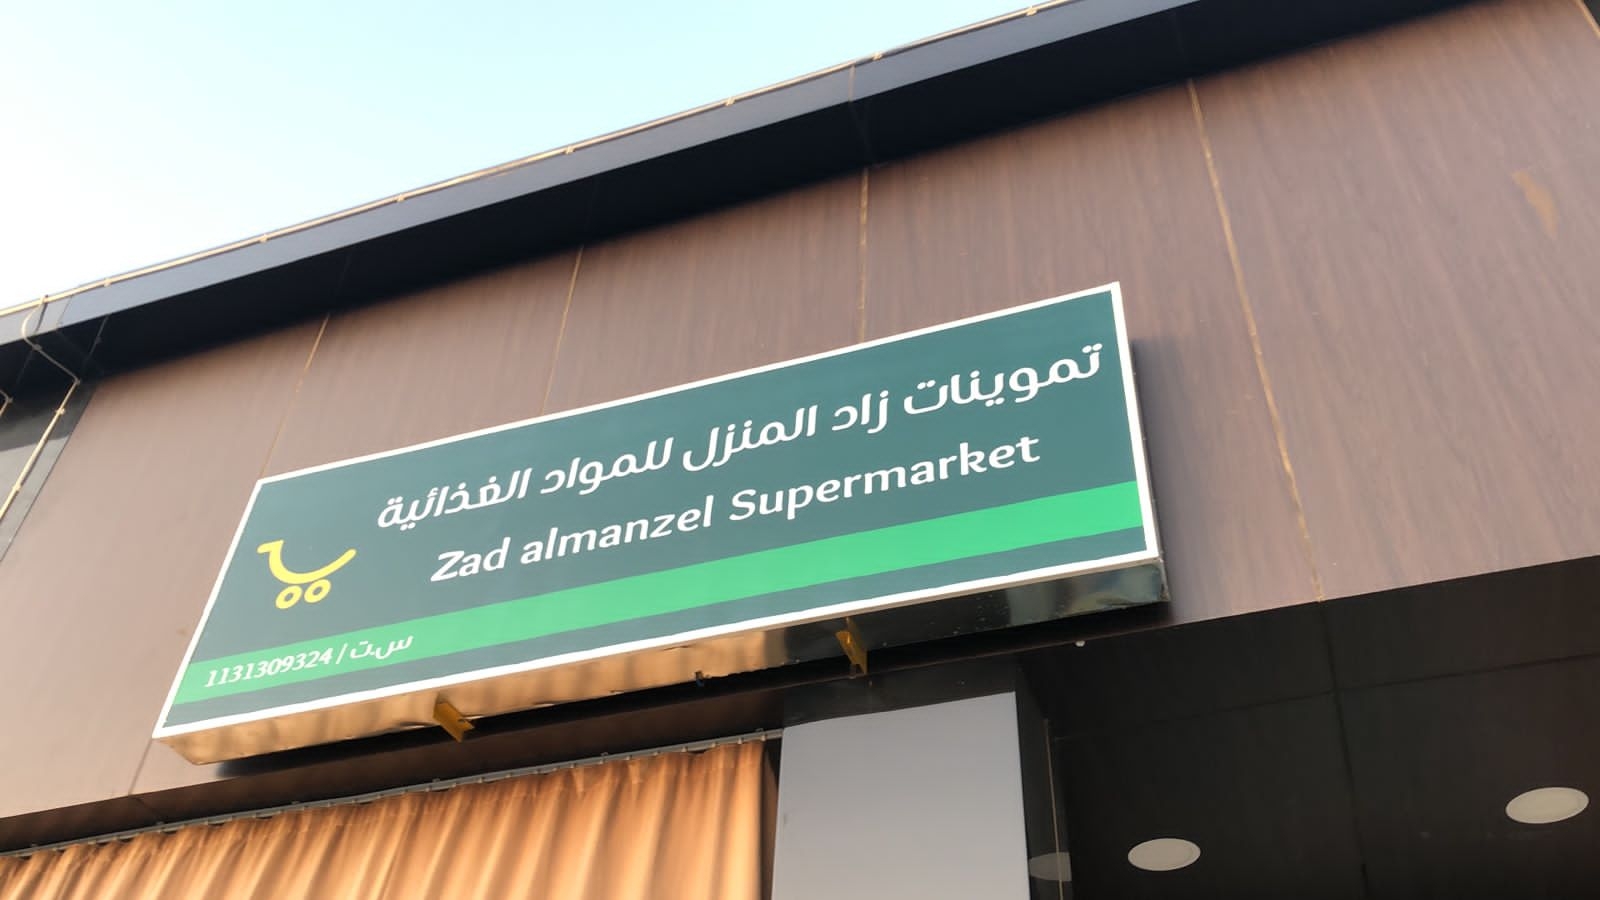 تموينات زاد المنزل للمواد الغذائية
Zad almanzel Supermarket
س.ت / 1131309324